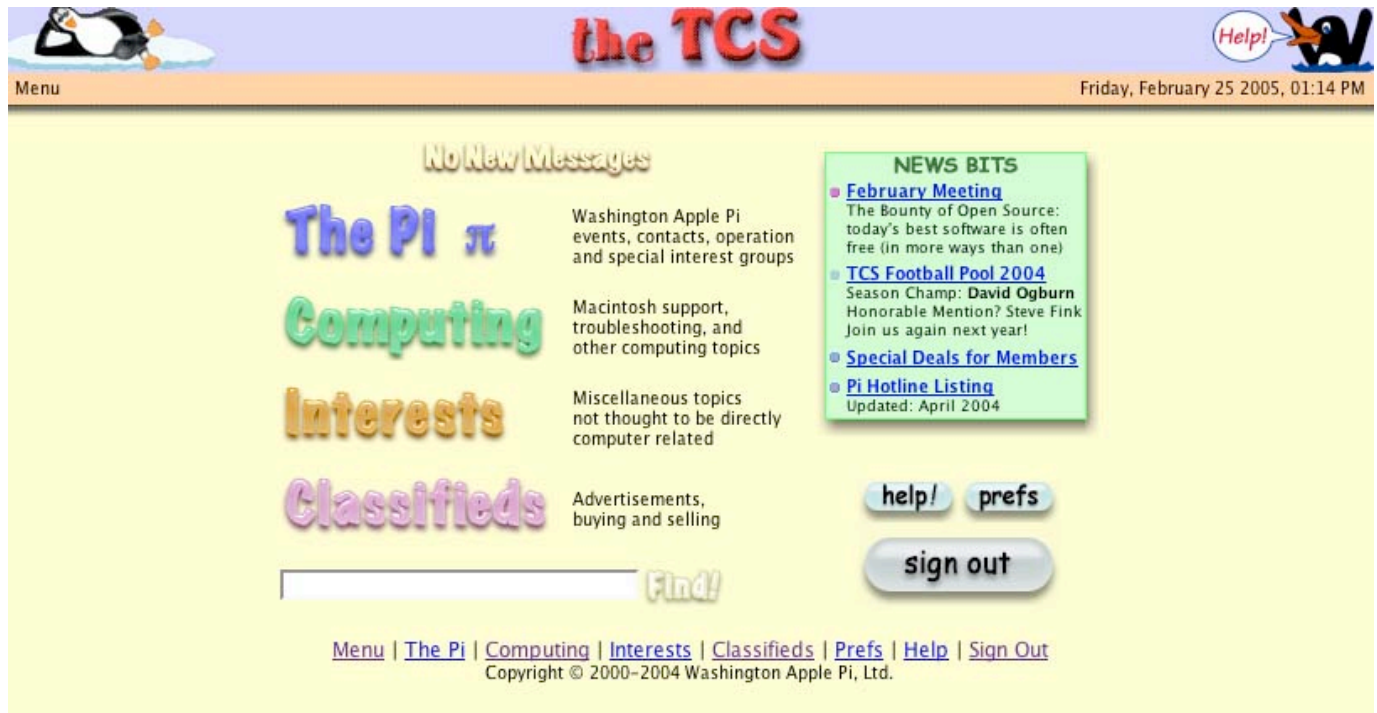 the TCS
Help!
Menu
Friday, February 25 2005, 01:14 PM
No New Messages
The Pi π
Washington Apple Pi
events, contacts, operation
and special interest groups
Computing
Macintosh support,
troubleshooting, and
other computing topics
Interests
Miscellaneous topics
not thought to be directly
computer related
Classifieds
Advertisements,
buying and selling
Find!
NEWS BITS
February Meeting
The Bounty of Open Source:
today's best software is often
free (in more ways than one)
TCS Football Pool 2004
Season Champ: David Ogburn
Honorable Mention? Steve Fink
Join us again next year!
Special Deals for Members
Pi Hotline Listing
Updated: April 2004
help! prefs
sign out
Menu | The Pi | Computing | Interests | Classifieds | Prefs | Help | Sign Out
Copyright © 2000-2004 Washington Apple Pi, Ltd.